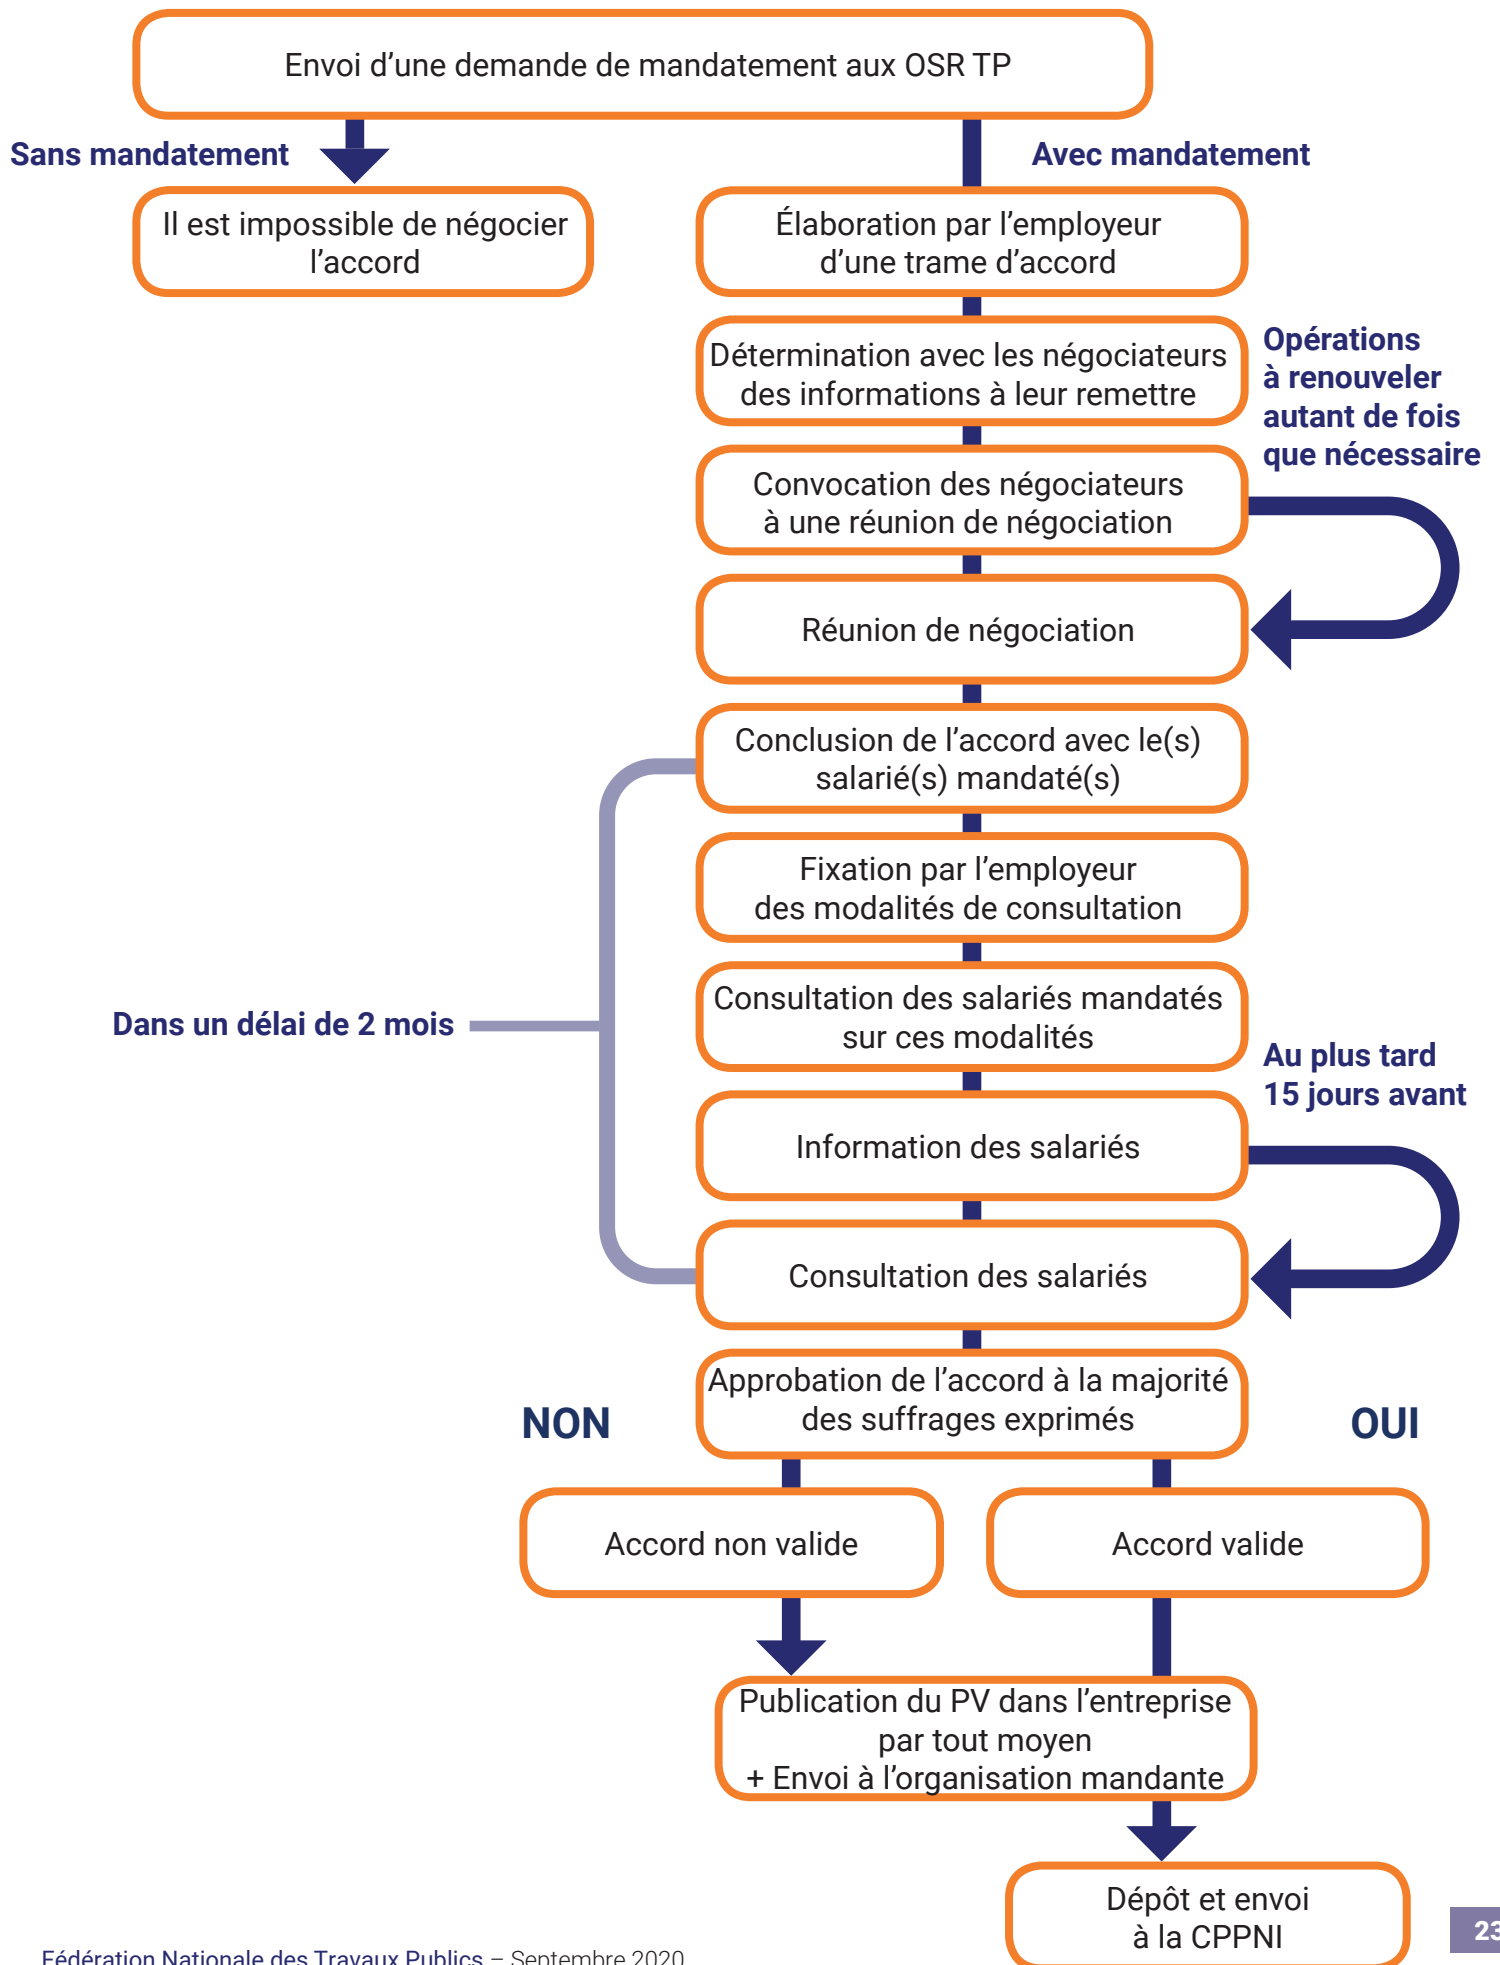 Envoi d’une demande de mandatement aux OSR TP
Sans mandatement
Avec mandatement
Il est impossible de négocier
l’accord
Élaboration par l’employeur
d’une trame d’accord
Détermination avec les négociateurs
des informations à leur remettre
Opérations
à renouveler
autant de fois
que nécessaire
Convocation des négociateurs
à une réunion de négociation
Réunion de négociation
Conclusion de l’accord avec le(s)
salarié(s) mandaté(s)
Fixation par l’employeur
des modalités de consultation
Consultation des salariés mandatés
sur ces modalités
Dans un délai de 2 mois
Au plus tard
15 jours avant
Information des salariés
Consultation des salariés
Approbation de l’accord à la majorité
des suffrages exprimés
NON
OUI
Accord non valide
Accord valide
Publication du PV dans l’entreprise
par tout moyen
+ Envoi à l’organisation mandante
Dépôt et envoi
à la CPPNI
23
Fédération Nationale des Travaux Publics – Septembre 2020